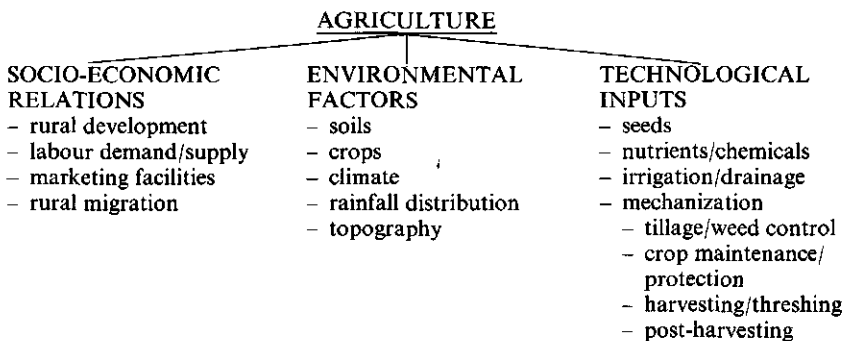 AGRICULTURE
SOCIO-ECONOMIC
RELATIONS
– rural development
– labour demand/supply
– marketing facilities
– rural migration
ENVIRONMENTAL
FACTORS
– soils
– crops
– climate
– rainfall distribution
– topography
TECHNOLOGICAL
INPUTS
– seeds
– nutrients/chemicals
– irrigation/drainage
– mechanization
– tillage/weed control
– crop maintenance/
protection
– harvesting/threshing
– post-harvesting